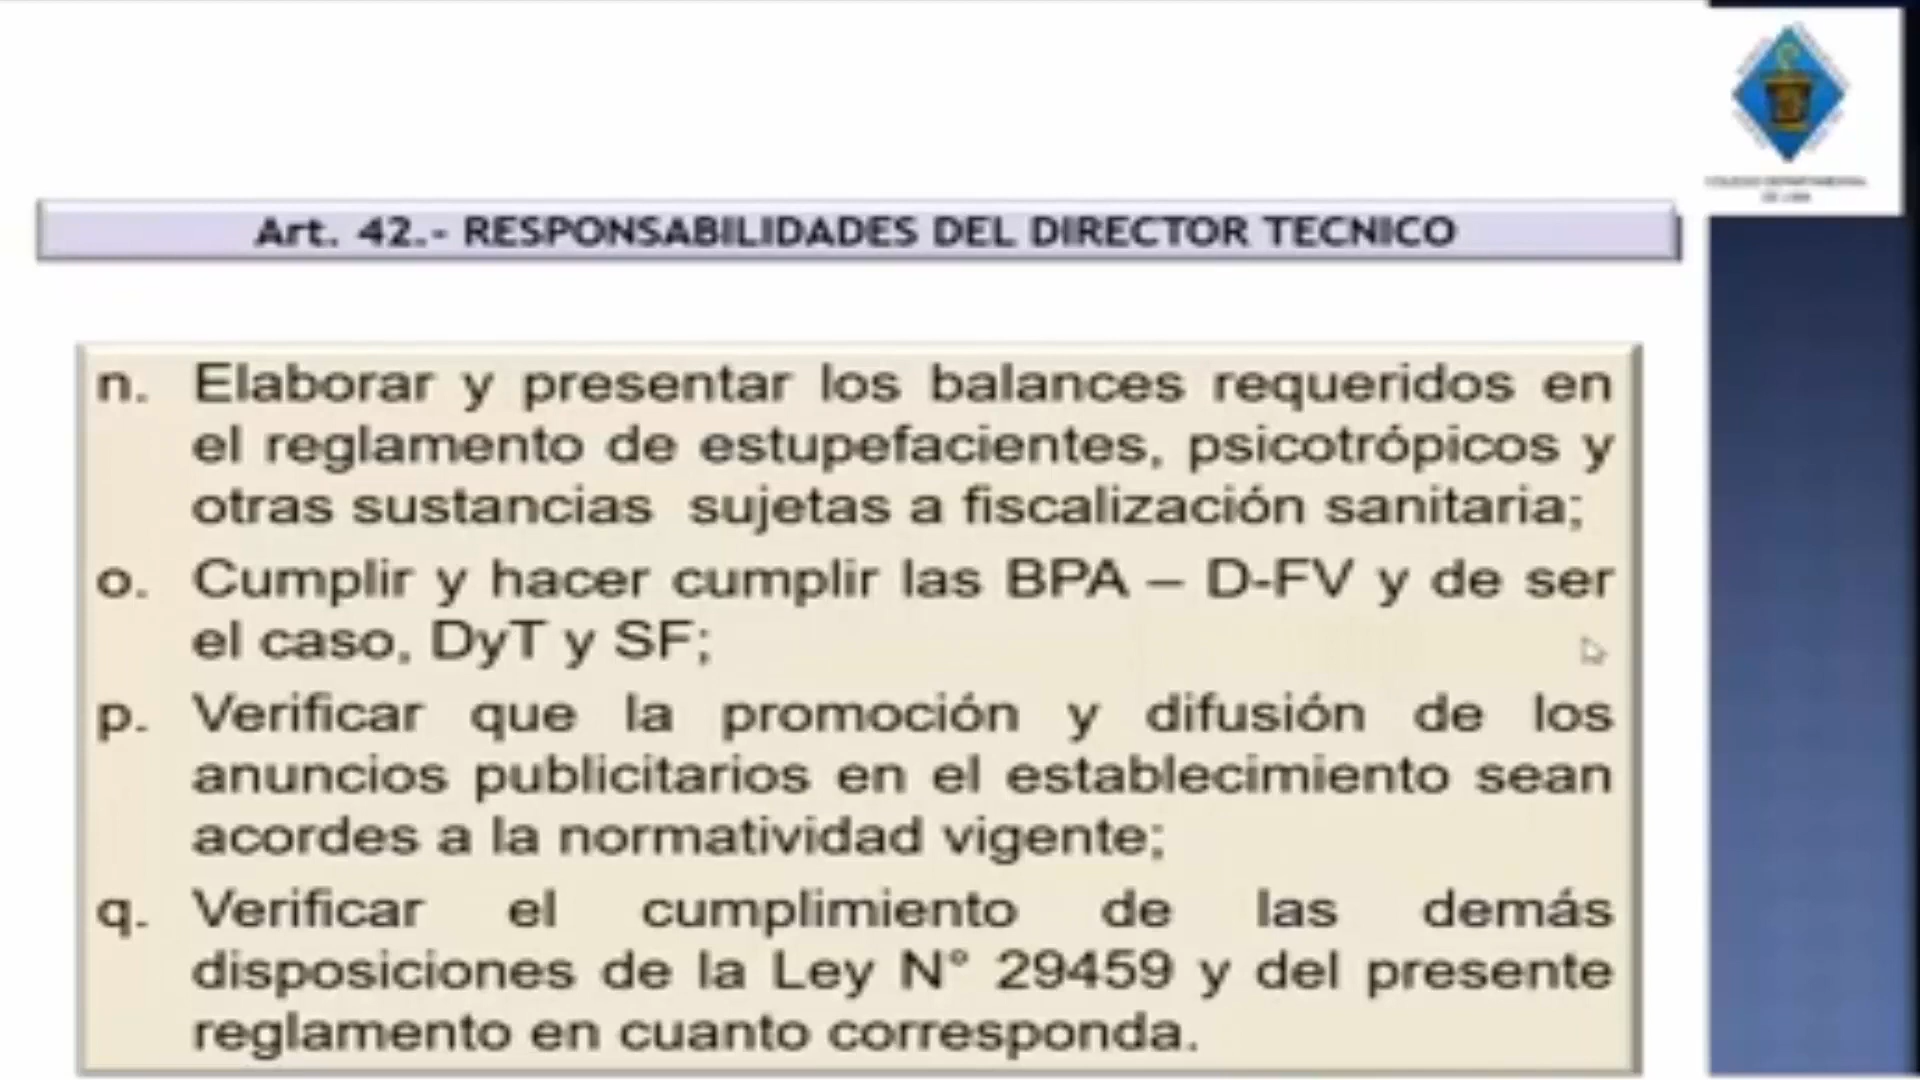 Art. 42.- RESPONSABILIDADES DEL DIRECTOR TECNICO
n. Elaborar y presentar los balances requeridos en
el reglamento de estupefacientes, psicotrópicos y
otras sustancias sujetas a fiscalización sanitaria;
o. Cumplir y hacer cumplir las BPA – D-FV y de ser
el caso, DyT y SF;
p. Verificar que la promoción y difusión de los
anuncios publicitarios en el establecimiento sean
acordes a la normatividad vigente;
q. Verificar el cumplimiento de las demás
disposiciones de la Ley N° 29459 y del presente
reglamento en cuanto corresponda.